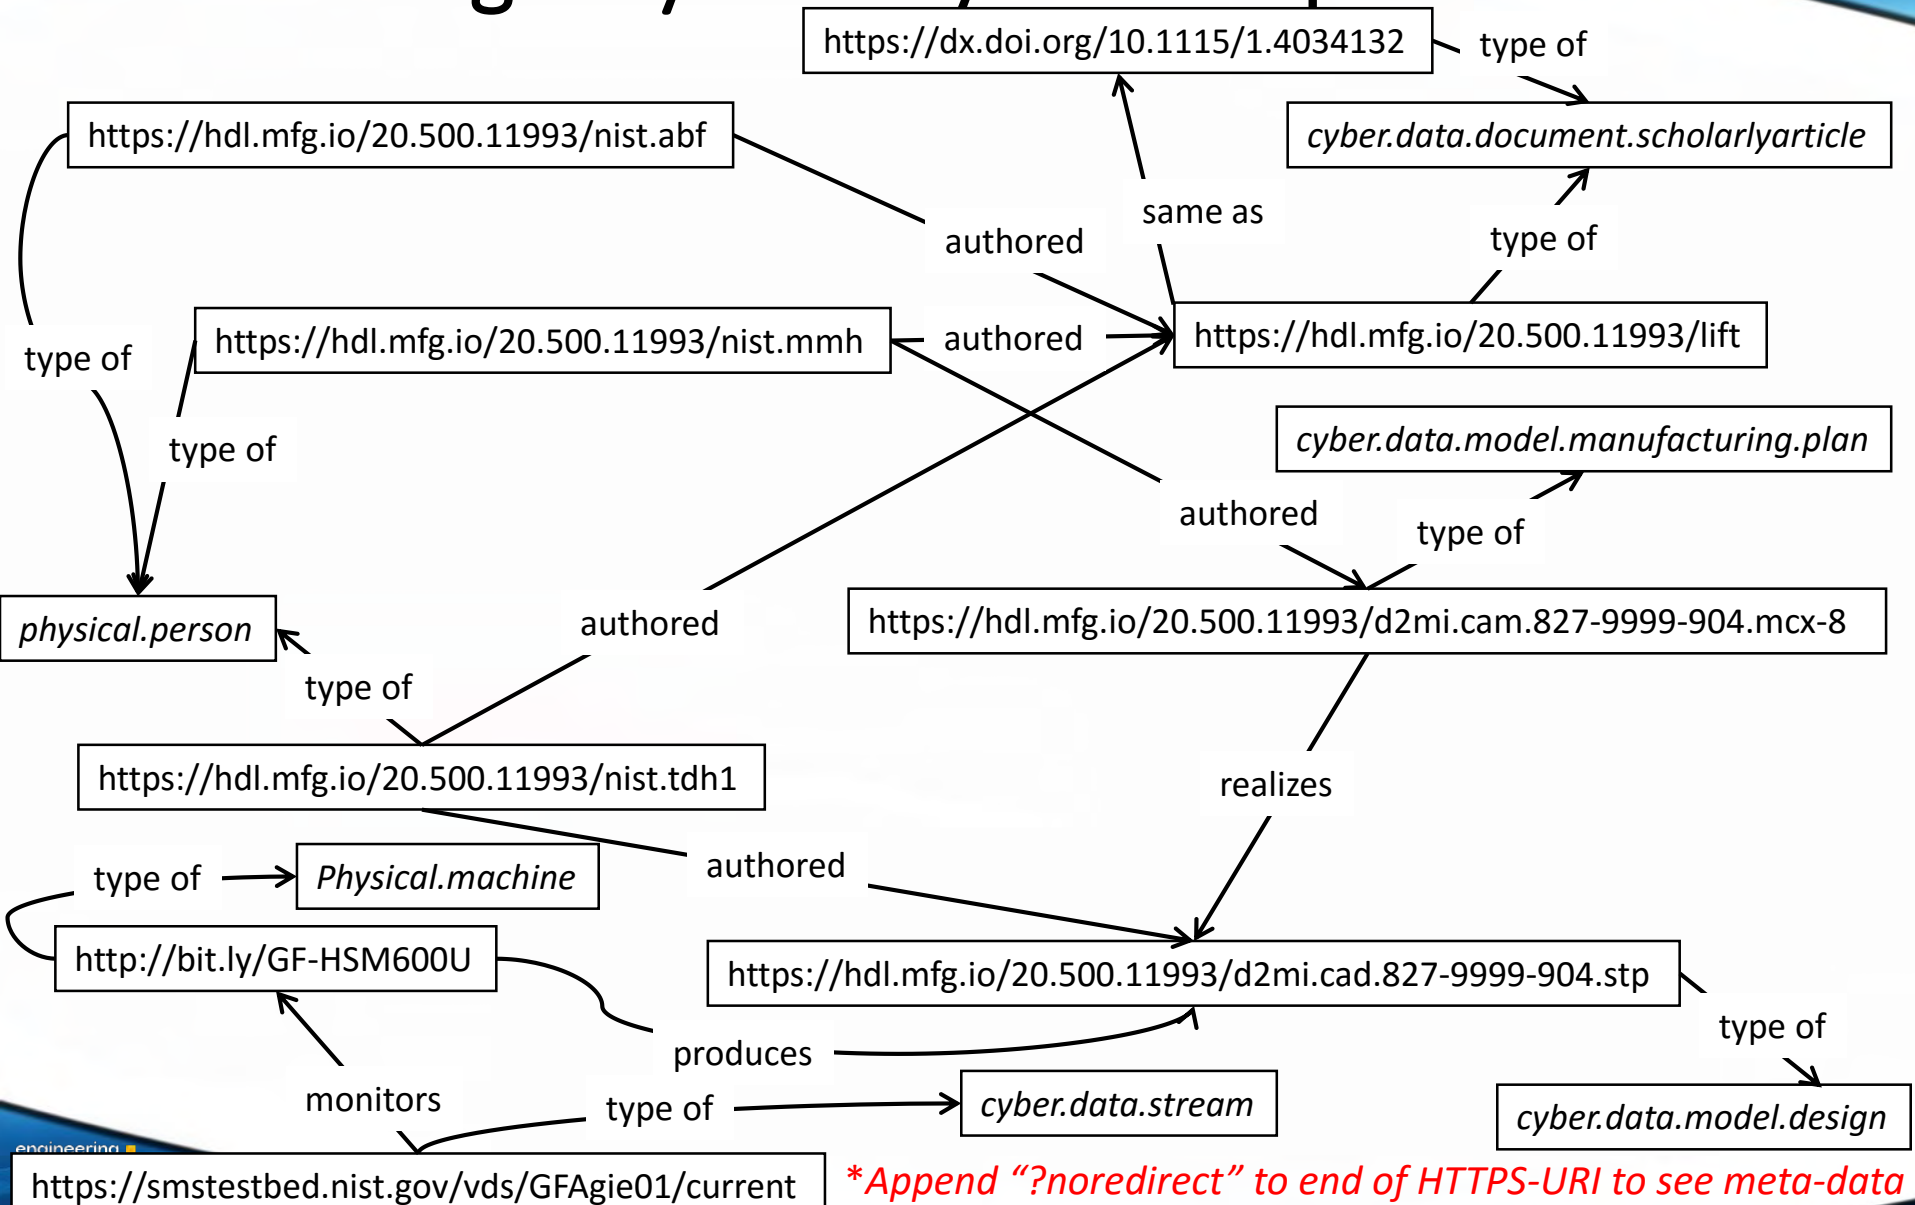 https://dx.doi.org/10.1115/1.4034132
type of
https://hdl.mfg.io/20.500.11993/nist.abf
cyber.data.document.scholarlyarticle
same as
authored
type of
https://hdl.mfg.io/20.500.11993/nist.mmh
authored
https://hdl.mfg.io/20.500.11993/lift
type of
type of
cyber.data.model.manufacturing.plan
authored
type of
physical.person
authored
https://hdl.mfg.io/20.500.11993/d2mi.cam.827-9999-904.mcx-8
type of
https://hdl.mfg.io/20.500.11993/nist.tdh1
realizes
type of
Physical.machine
authored
http://bit.ly/GF-HSM600U
https://hdl.mfg.io/20.500.11993/d2mi.cad.827-9999-904.stp
type of
produces
monitors
type of
cyber.data.stream
cyber.data.model.design
engineering
https://smstestbed.nist.gov/vds/GFAgie01/current
*Append “?noredirect” to end of HTTPS-URI to see meta-data